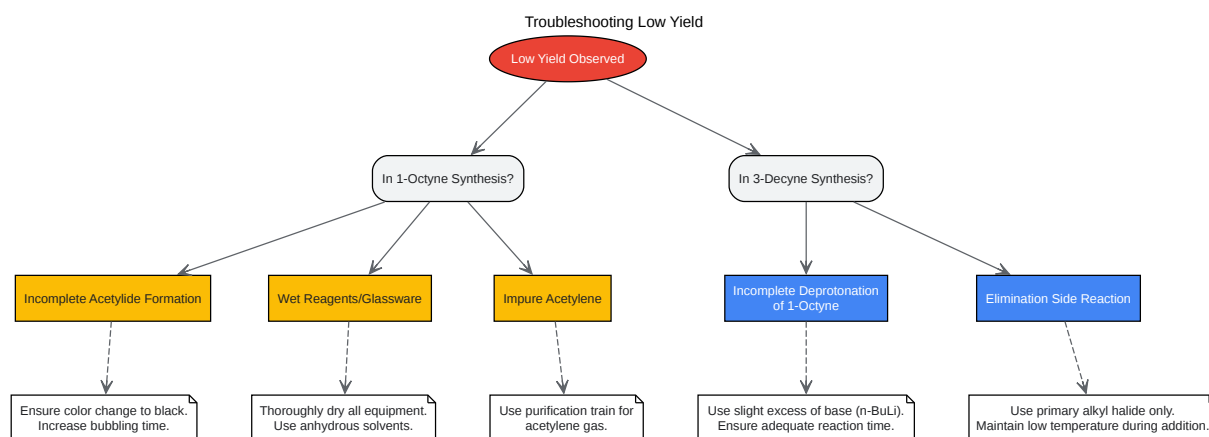 Troubleshooting Low Yield
Low Yield Observed
In 1-Octyne Synthesis?
In 3-Decyne Synthesis?
Incomplete Acetylide Formation
Wet Reagents/Glassware
Impure Acetylene
Incomplete Deprotonation
of 1-Octyne
Elimination Side Reaction
Ensure color change to black.
Increase bubbling time.
Thoroughly dry all equipment.
Use anhydrous solvents.
Use purification train for
acetylene gas.
Use slight excess of base (n-BuLi).
Ensure adequate reaction time.
Use primary alkyl halide only.
Maintain low temperature during addition.